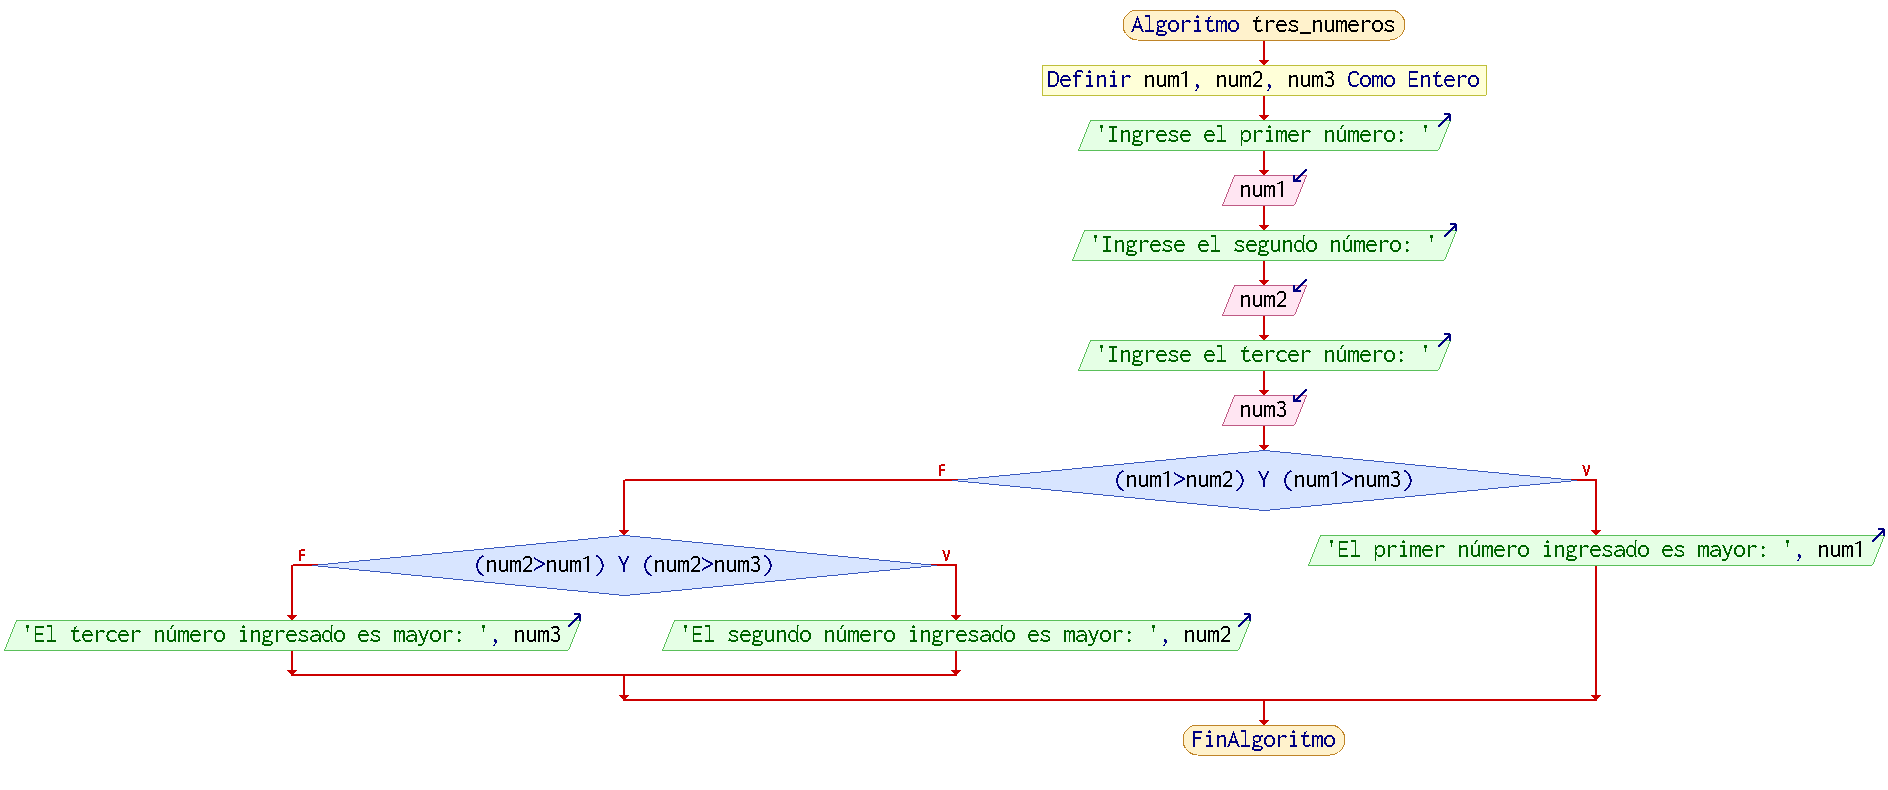 Algoritmo tres_numeros
Definir num1, num2, num3 Como Entero
'Ingrese el primer número: '
num1
'Ingrese el segundo número: '
num2
'Ingrese el tercer número: '
num3
F
(num1>num2) Y (num1>num3)
V
F
(num2>num1) Y (num2>num3)
V
'El primer número ingresado es mayor: ', num1
'El tercer número ingresado es mayor: ', num3
'El segundo número ingresado es mayor: ', num2
FinAlgoritmo